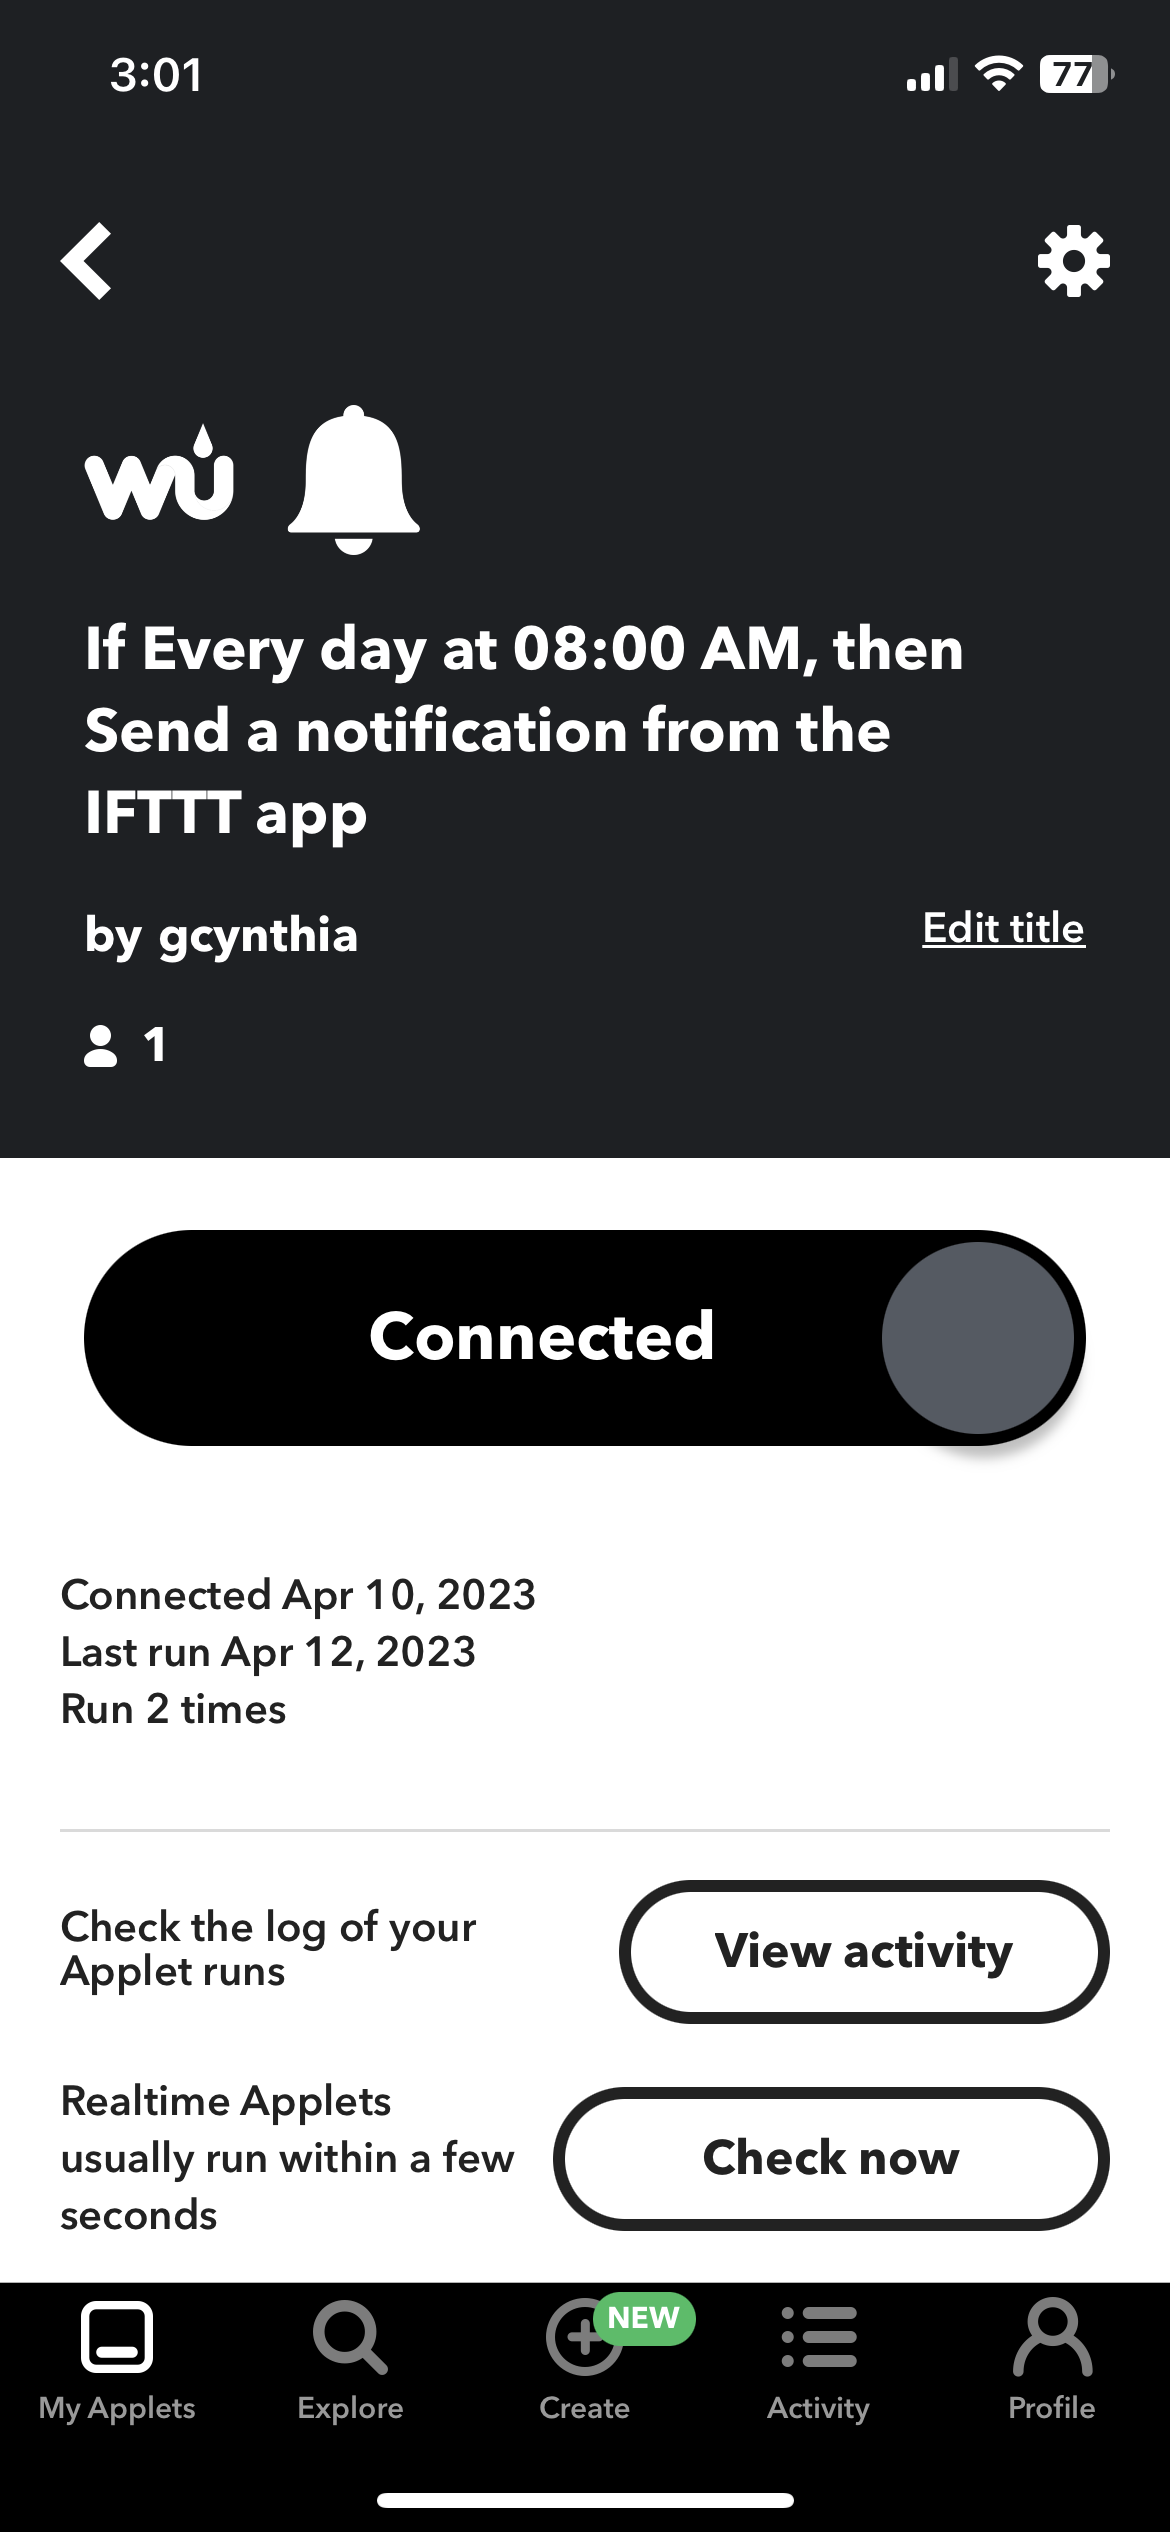 3:01
77
wu
If Every day at 08:00 AM, then
Send a notification from the
IFTTT app
by gcynthia
Edit title
1
Connected
Connected Apr 10, 2023
Last run Apr 12, 2023
Run 2 times
Check the log of your
Applet runs
View activity
Realtime Applets
usually run within a few
seconds
Check now
NEW
My Applets
Explore
Create
Activity
Profile